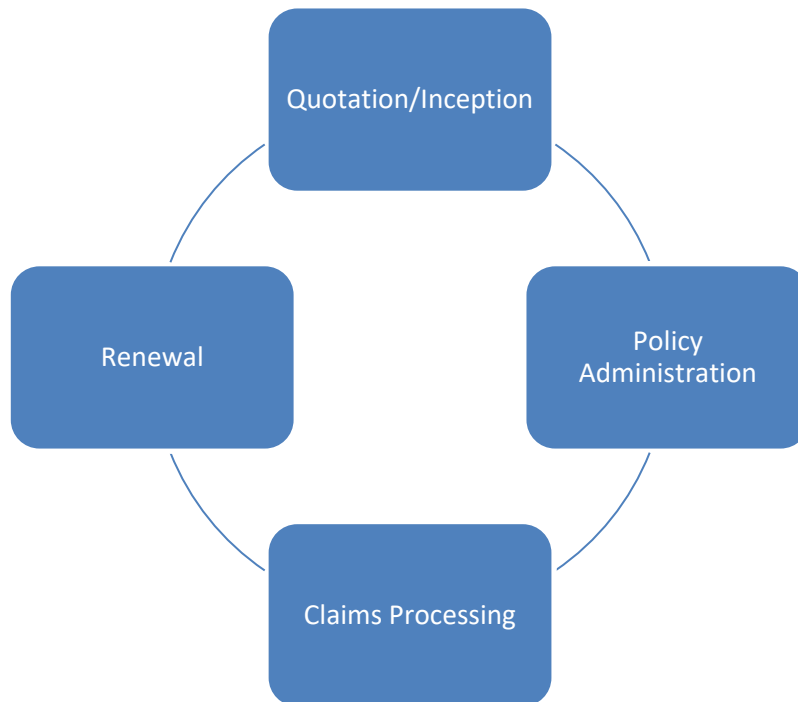 Quotation/Inception
Policy
Administration
Claims Processing
Renewal